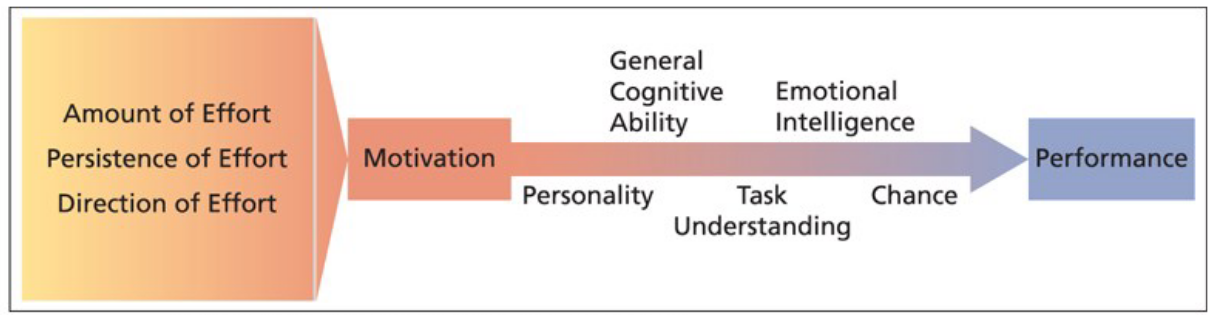 Amount of Effort
Persistence of Effort
Direction of Effort
Motivation
General
Cognitive
Ability
Emotional
Intelligence
Personality
Task
Understanding
Chance
Performance